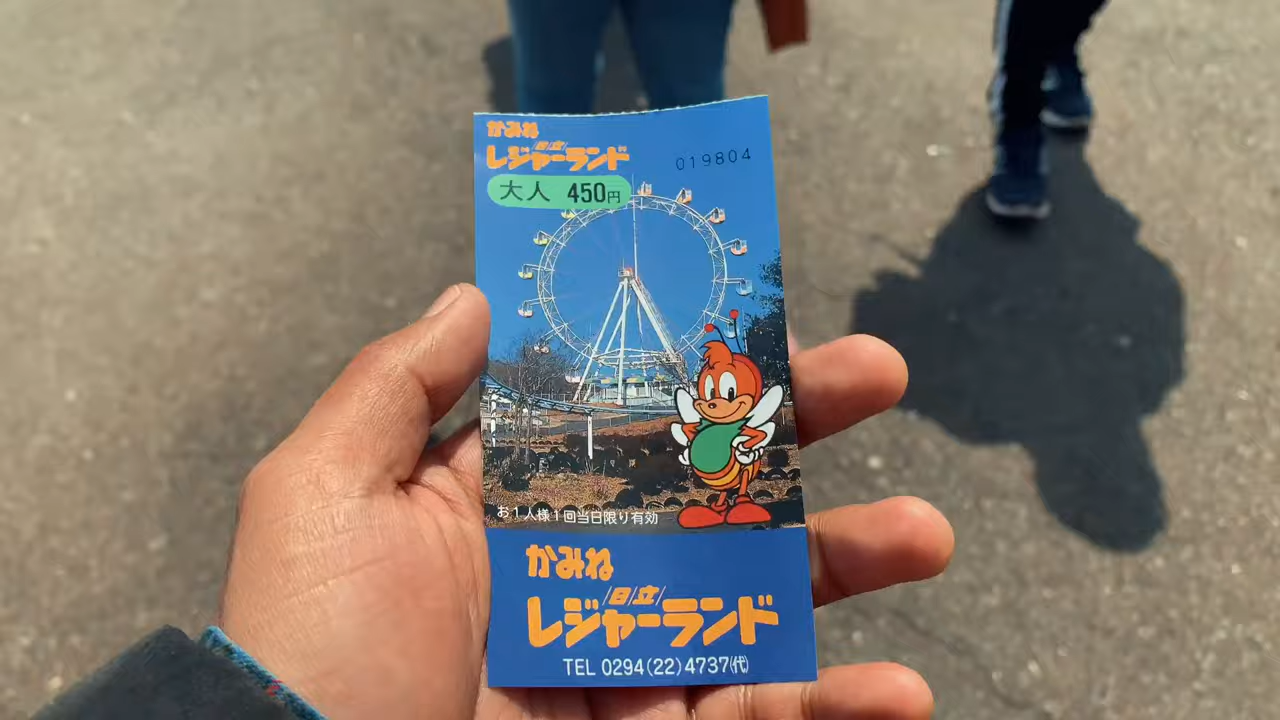 かみね
日立
レジャーランド
019804
大人 450円
お1人様1回当日限り有効
かみね
日立
レジャーランド
TEL 0294(22)4737(代)